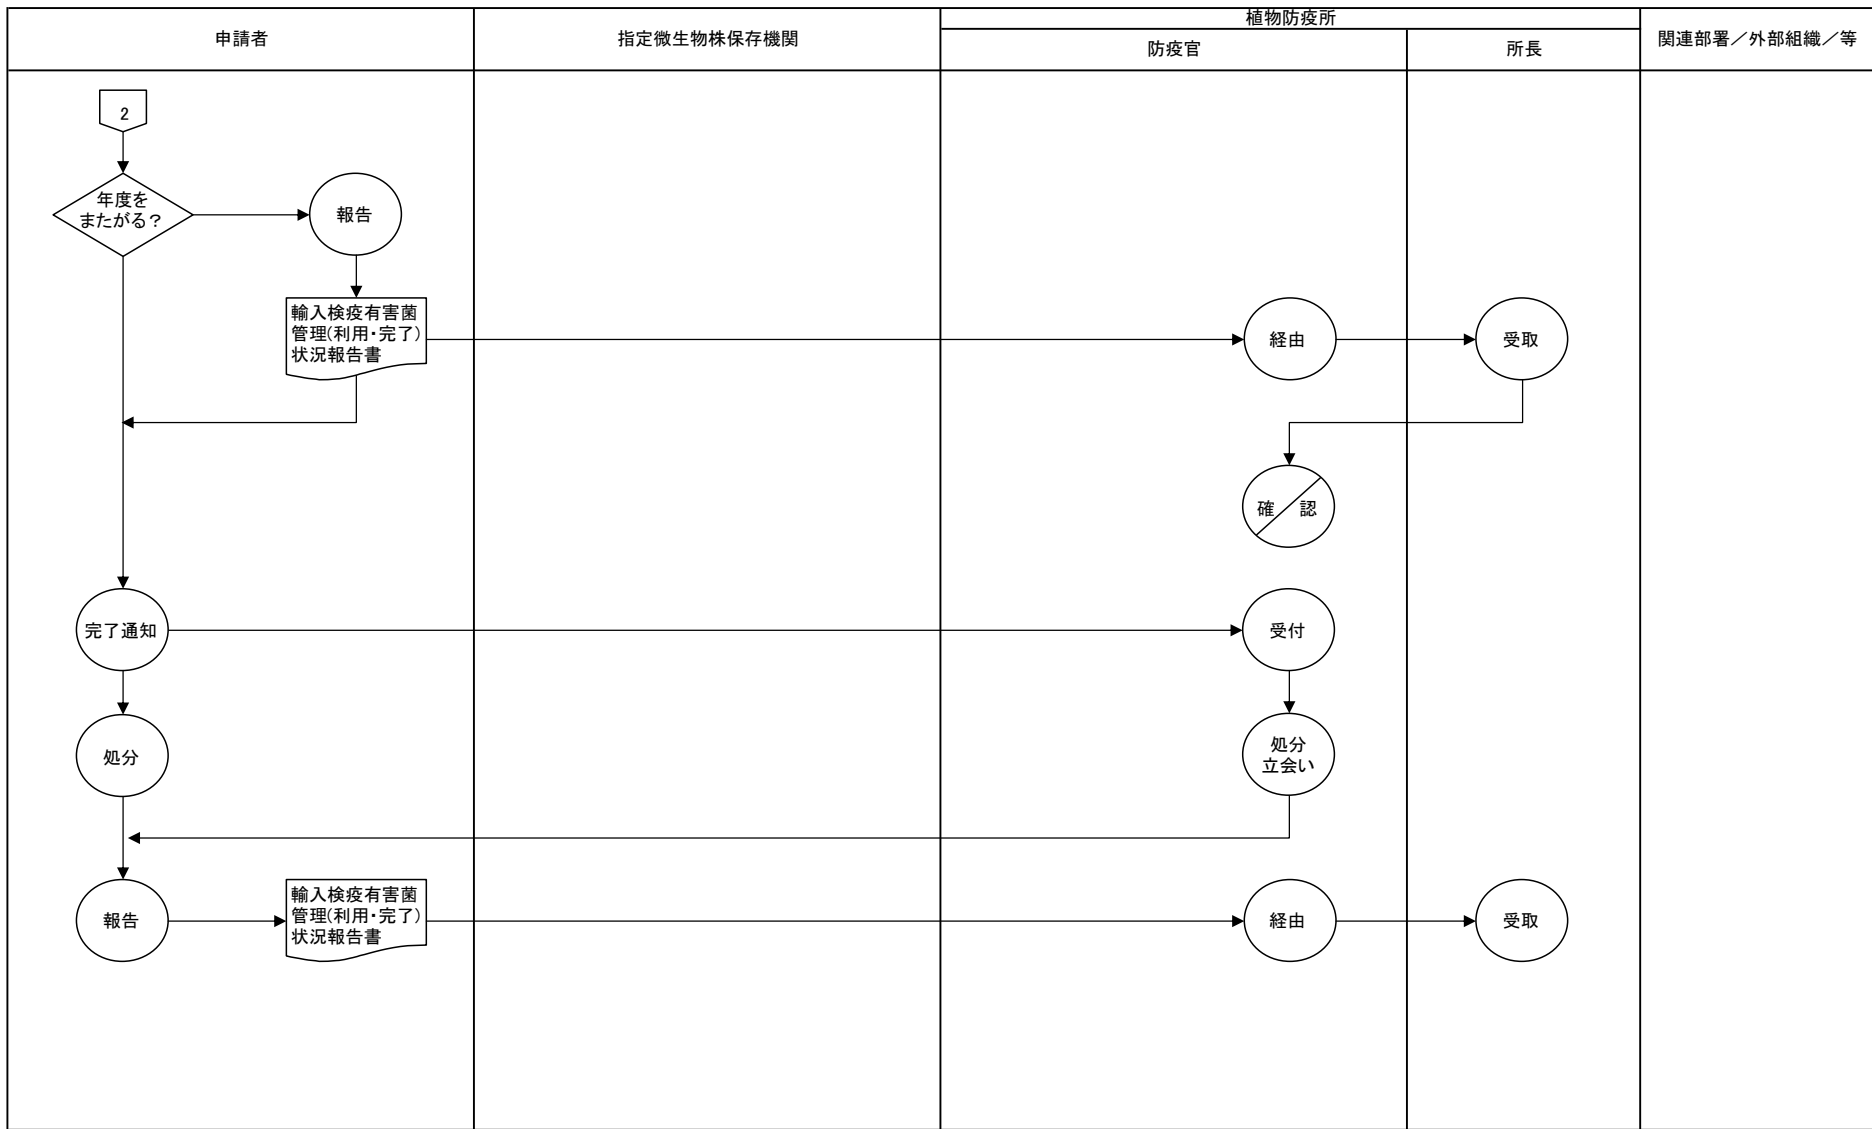 申請者
指定微生物株保存機関
植物防疫所
防疫官
所長
関連部署／外部組織／等
2
年度を
またがる？
報告
輸入検疫有害菌
管理(利用・完了)
状況報告書
経由
受取
確 認
完了通知
受付
処分
処分
立会い
報告
輸入検疫有害菌
管理(利用・完了)
状況報告書
経由
受取